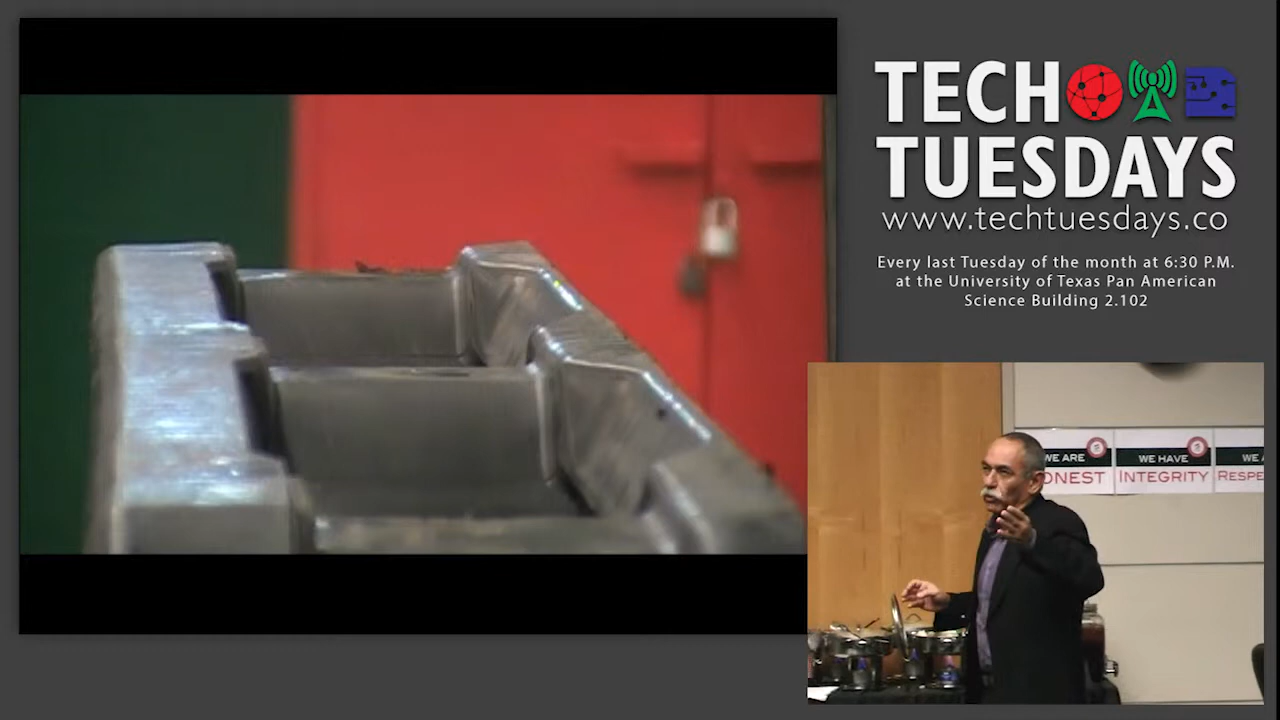 TECH
TUESDAYS
www.techtuesdays.co
Every last Tuesday of the month at 6:30 P.M.
at the University of Texas Pan American
Science Building 2.102
WE ARE
ONEST
WE HAVE
INTEGRITY
WE
RESPE